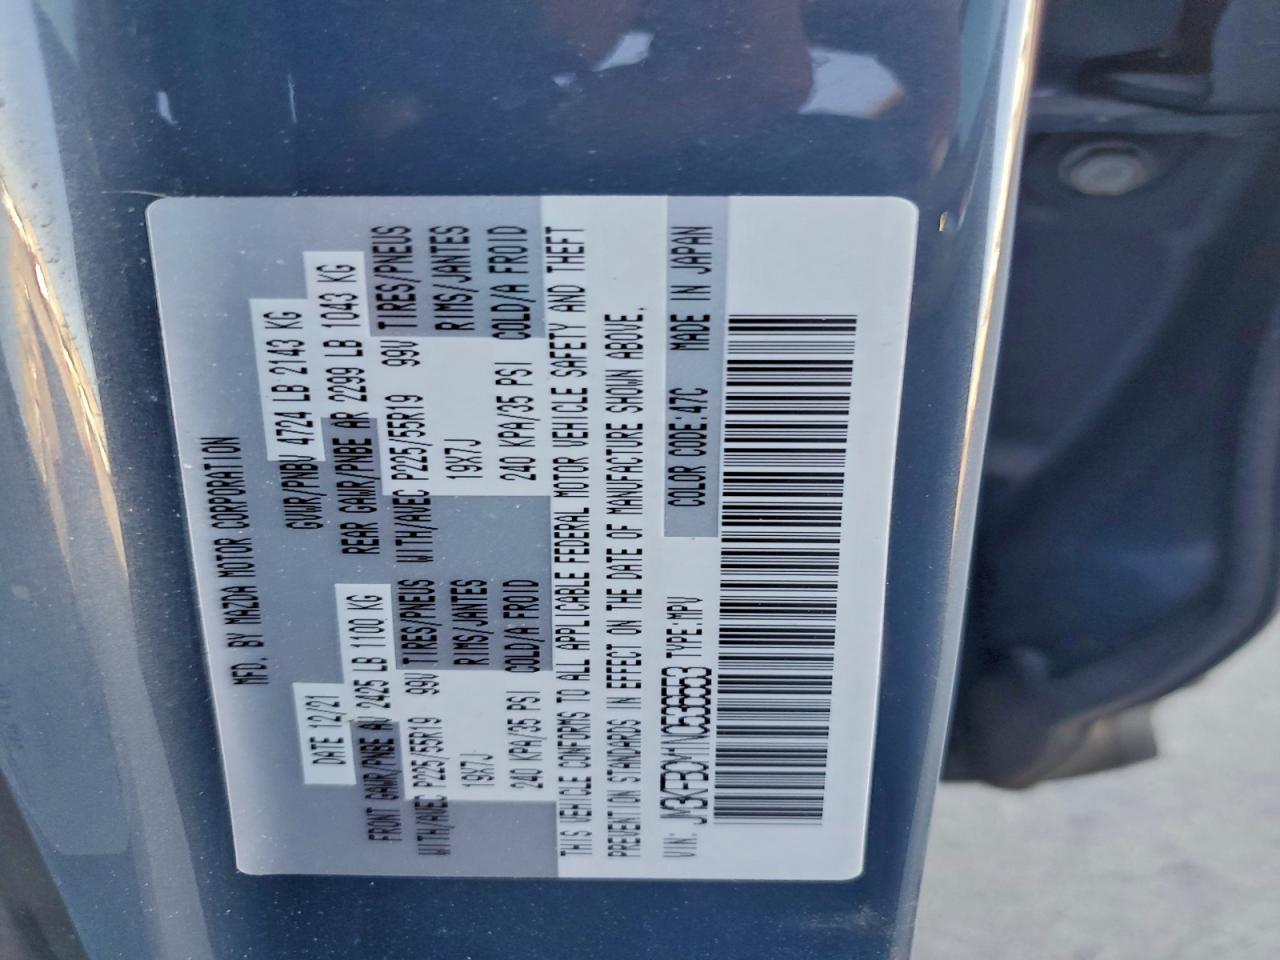 MFD. BY MAZDA MOTOR CORPORATION
DATE 12/21 GVWR/PNBV 4724 LB 2143 KG
FRONT GAWR/PNBE AV 2425 LB 1100 KG REAR GAWR/PNBE AR 2299 LB 1043 KG
WITH/AVEC P225/55R19 99V TIRES/PNEUS WITH/AVEC P225/55R19 99V TIRES/PNEUS
19X7J RIMS/JANTES 19X7J RIMS/JANTES
240 KPA/35 PSI COLD/A FROID 240 KPA/35 PSI COLD/A FROID
THIS VEHICLE CONFIRMS TO ALL APPLICABLE FEDERAL MOTOR VEHICLE SAFETY AND THEFT
PREVENTION STANDARDS IN EFFECT ON THE DATE OF MANUFACTURE SHOWN ABOVE.
VIN: TYPE:MPV COLOR CODE:47C MADE IN JAPAN